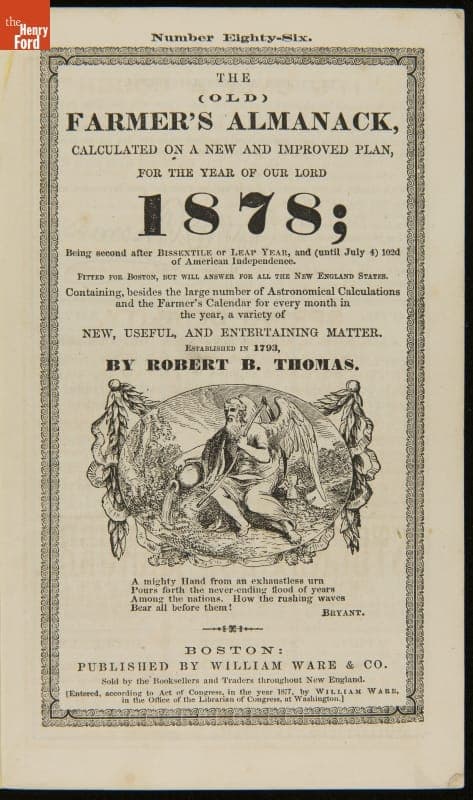 the
Henry
Ford
Number Eighty-Six.
THE
(OLD)
FARMER'S ALMANACK,
CALCULATED ON A NEW AND IMPROVED PLAN,
FOR THE YEAR OF OUR LORD
1878;
Being second after BISSEXTILE OR LEAP YEAR, and (until July 4) 102d
of American Independence.
FITTED FOR BOSTON, BUT WILL ANSWER FOR ALL THE NEW ENGLAND STATES.
Containing, besides the large number of Astronomical Calculations
and the Farmer's Calendar for every month in
the year, a variety of
NEW, USEFUL, AND ENTERTAINING MATTER.
ESTABLISHED IN 1793,
BY ROBERT B. THOMAS.
A mighty Hand from an exhaustless urn
Pours forth the never-ending flood of years
Among the nations. How the rushing waves
Bear all before them!
BRYANT.
BOSTON:
PUBLISHED BY WILLIAM WARE & CO.
Sold by the Booksellers and Traders throughout New England.
[Entered, according to Act of Congress, in the year 1877, by WILLIAM WARE,
in the Office of the Librarian of Congress, at Washington.]